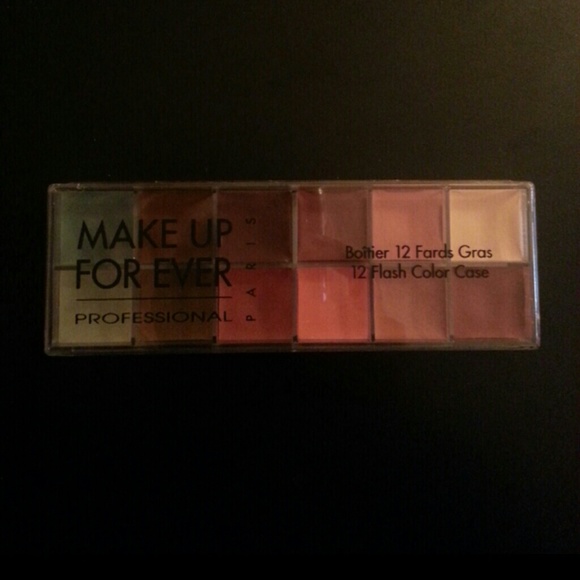 MAKE UP
FOR EVER
PROFESSIONAL
PARIS
Boîtier 12 Fards Gras
12 Flash Color Case